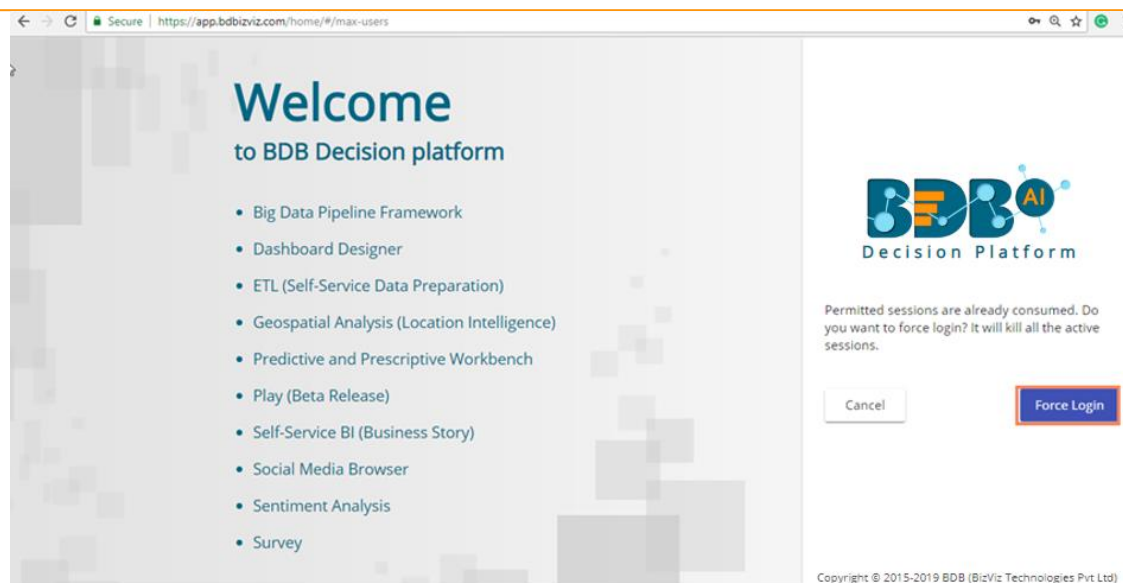 Secure | https://app.bdbizviz.com/home/#/max-users
Welcome
to BDB Decision platform
• Big Data Pipeline Framework
• Dashboard Designer
• ETL (Self-Service Data Preparation)
• Geospatial Analysis (Location Intelligence)
• Predictive and Prescriptive Workbench
• Play (Beta Release)
• Self-Service BI (Business Story)
• Social Media Browser
• Sentiment Analysis
• Survey
BDB AI
Decision Platform
Permitted sessions are already consumed. Do
you want to force login? It will kill all the active
sessions.
Cancel
Force Login
Copyright © 2015-2019 BDB (BizViz Technologies Pvt Ltd)